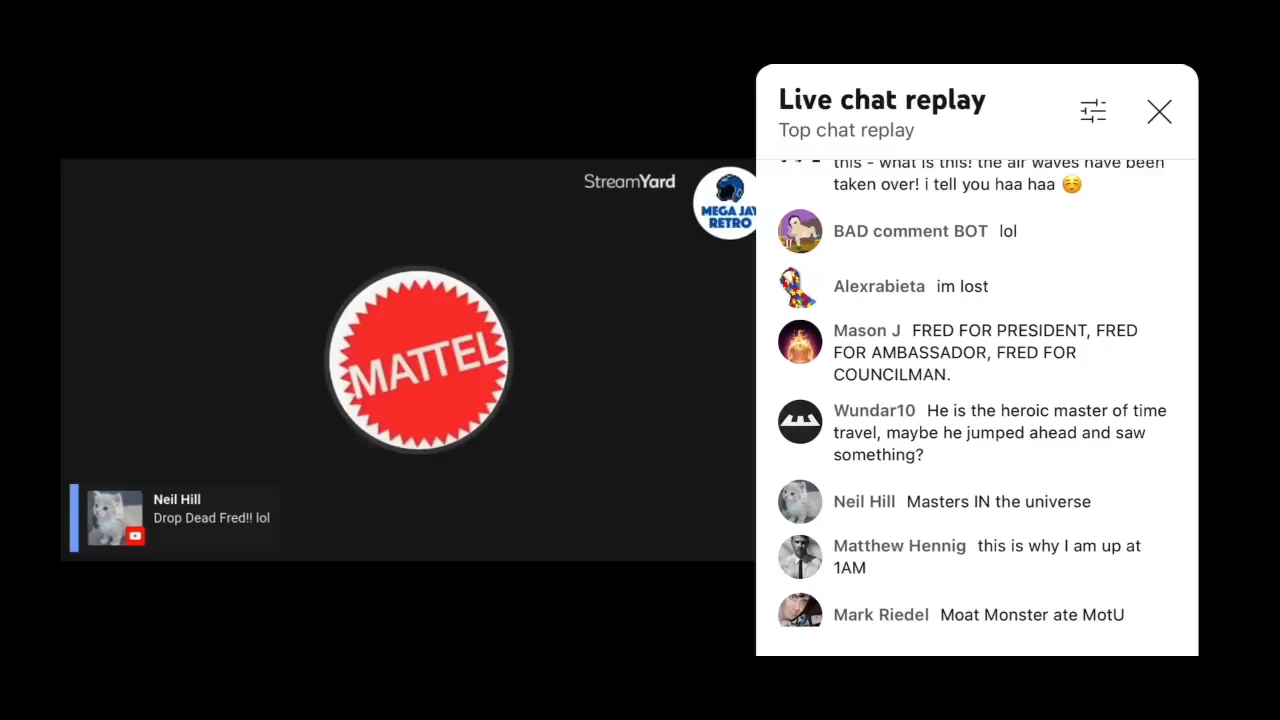 StreamYard
MEGA JAY
RETRO
MATTEL
Neil Hill
Drop Dead Fred!! lol
Live chat replay
Top chat replay
this - what is this! the air waves have been
taken over! i tell you haa haa ☺️
BAD comment BOT lol
Alexrabieta im lost
Mason J FRED FOR PRESIDENT, FRED
FOR AMBASSADOR, FRED FOR
COUNCILMAN.
Wundar10 He is the heroic master of time
travel, maybe he jumped ahead and saw
something?
Neil Hill Masters IN the universe
Matthew Hennig this is why I am up at
1AM
Mark Riedel Moat Monster ate MotU